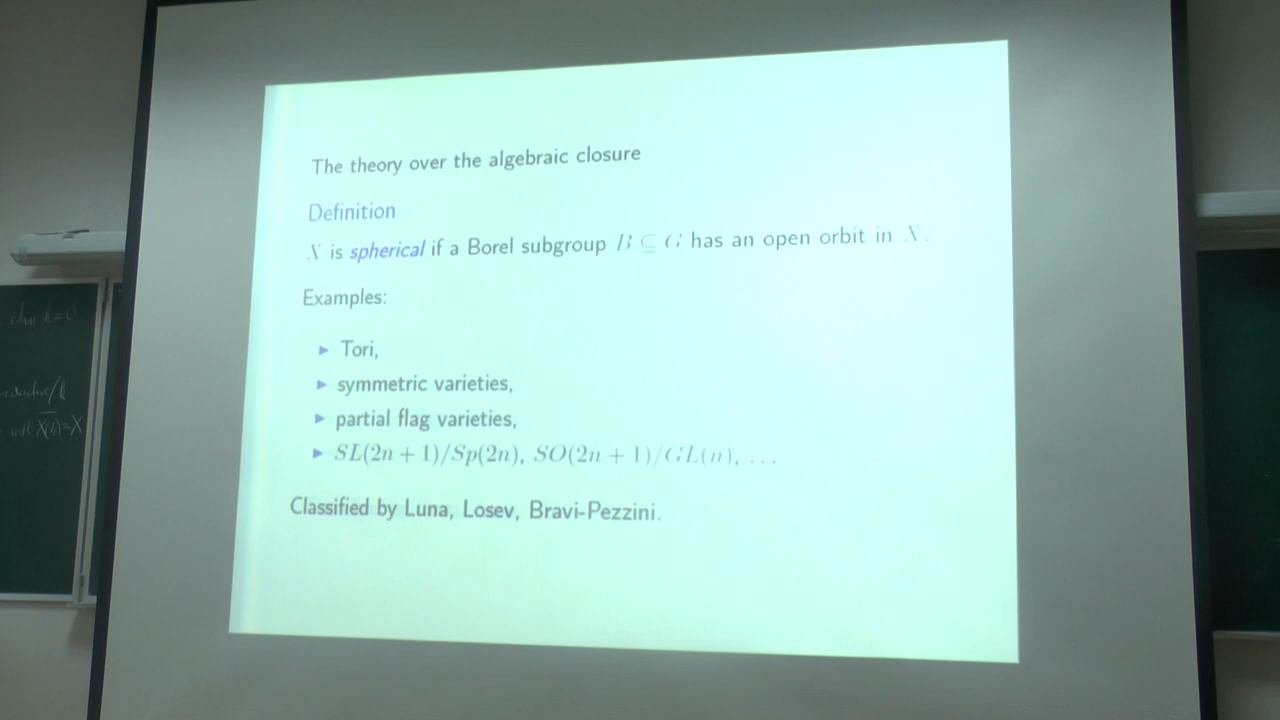 The theory over the algebraic closure
Definition
X is spherical if a Borel subgroup B ⊆ G has an open orbit in X.
Examples:
▶ Tori,
▶ symmetric varieties,
▶ partial flag varieties,
▶ SL(2n + 1)/Sp(2n), SO(2n + 1)/GL(n), ...
Classified by Luna, Losev, Bravi-Pezzini.
char k=0